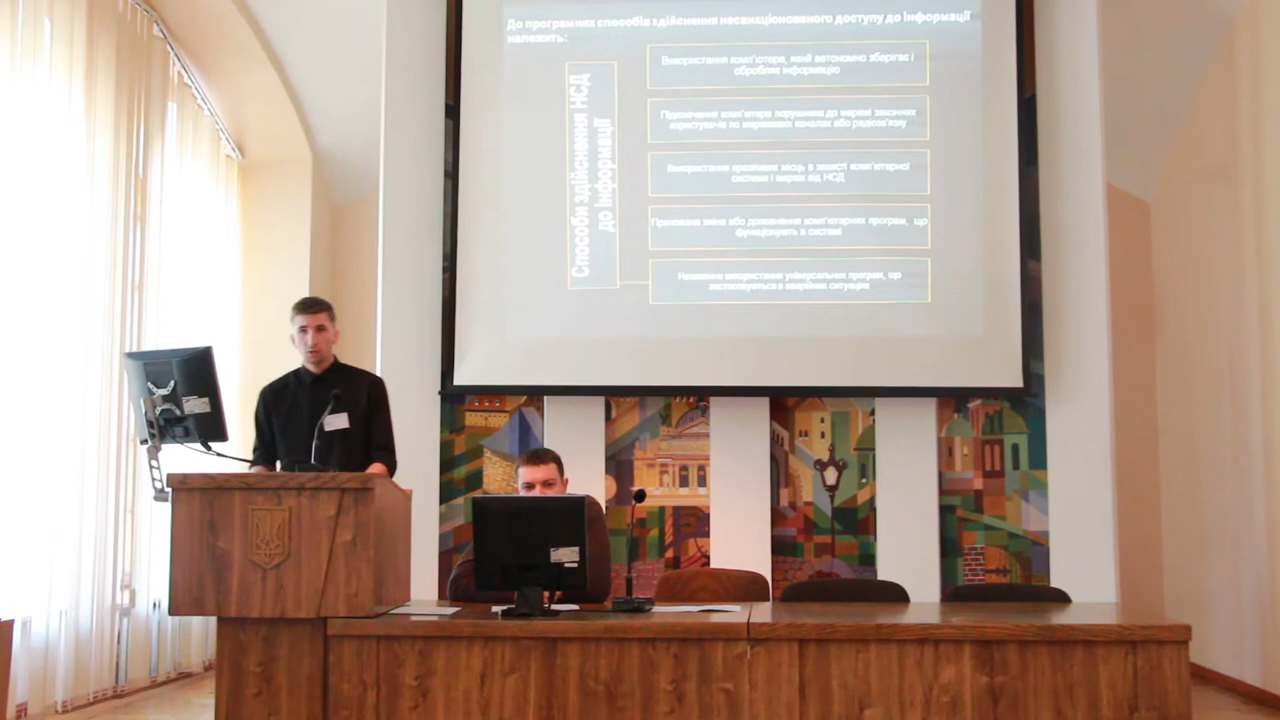 До програмних способів здійснення несанкціонованого доступу до інформації
належить:
Способи здійснення НСД
до інформації
Використання комп'ютера, який автономно зберігає і
обробляє інформацію
Підключення комп'ютера порушника до мережі законних
користувачів по мережевих каналах або радіозв'язку
Використання вразливих місць в захисті комп'ютерної
системи і мереж від НСД
Прихована зміна або доповнення комп'ютерних програм, що
функціонують в системі
Незаконне використання універсальних програм, що
застосовуються в аварійних ситуаціях